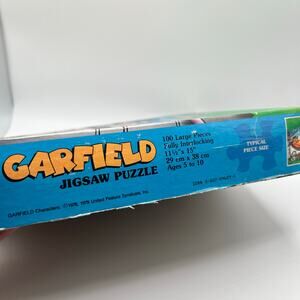 GARFIELD
JIGSAW PUZZLE
100 Large Pieces
Fully Interlocking
11½" x 15"
29 cm x 38 cm
Ages 5 to 10
TYPICAL
PIECE SIZE
GARFIELD Characters: ©1978, 1979 United Feature Syndicate, Inc.